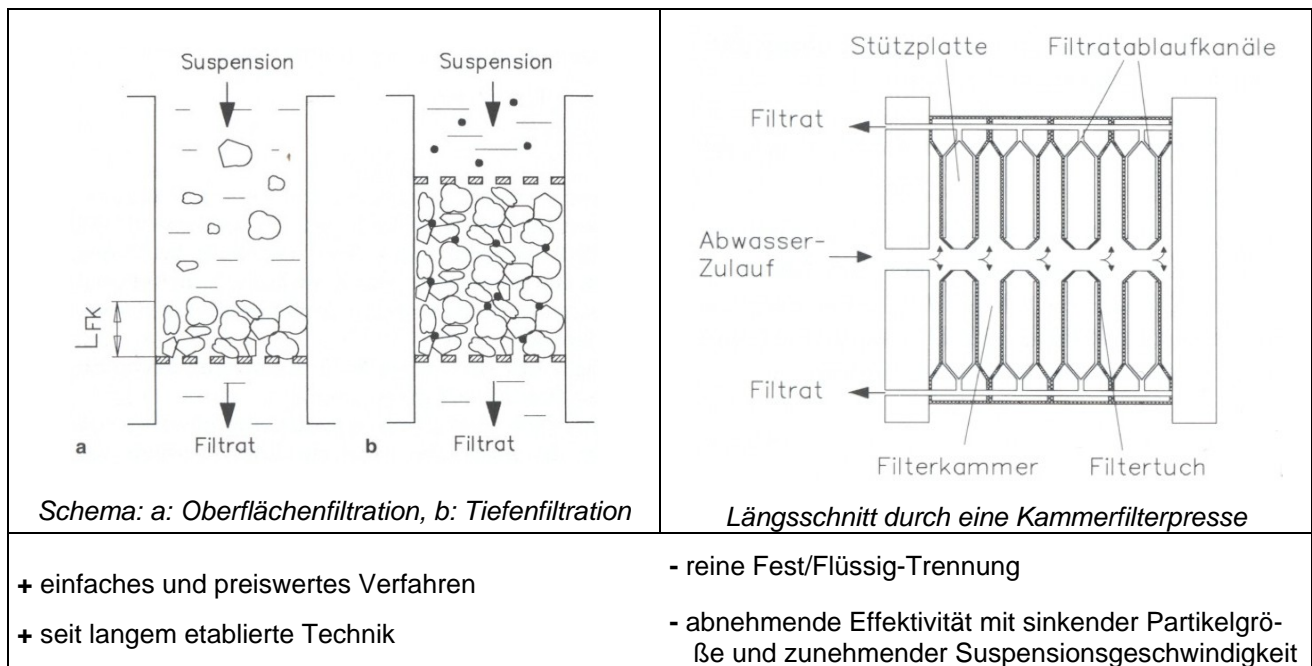 Suspension
Suspension
L_FK
a
Filtrat
b
Filtrat
Schema: a: Oberflächenfiltration, b: Tiefenfiltration
Stützplatte
Filtratablaufkanäle
Filtrat
Abwasser-
Zulauf
Filtrat
Filterkammer
Filtertuch
Längsschnitt durch eine Kammerfilterpresse
+ einfaches und preiswertes Verfahren
+ seit langem etablierte Technik
- reine Fest/Flüssig-Trennung
- abnehmende Effektivität mit sinkender Partikelgrö-
ße und zunehmender Suspensionsgeschwindigkeit